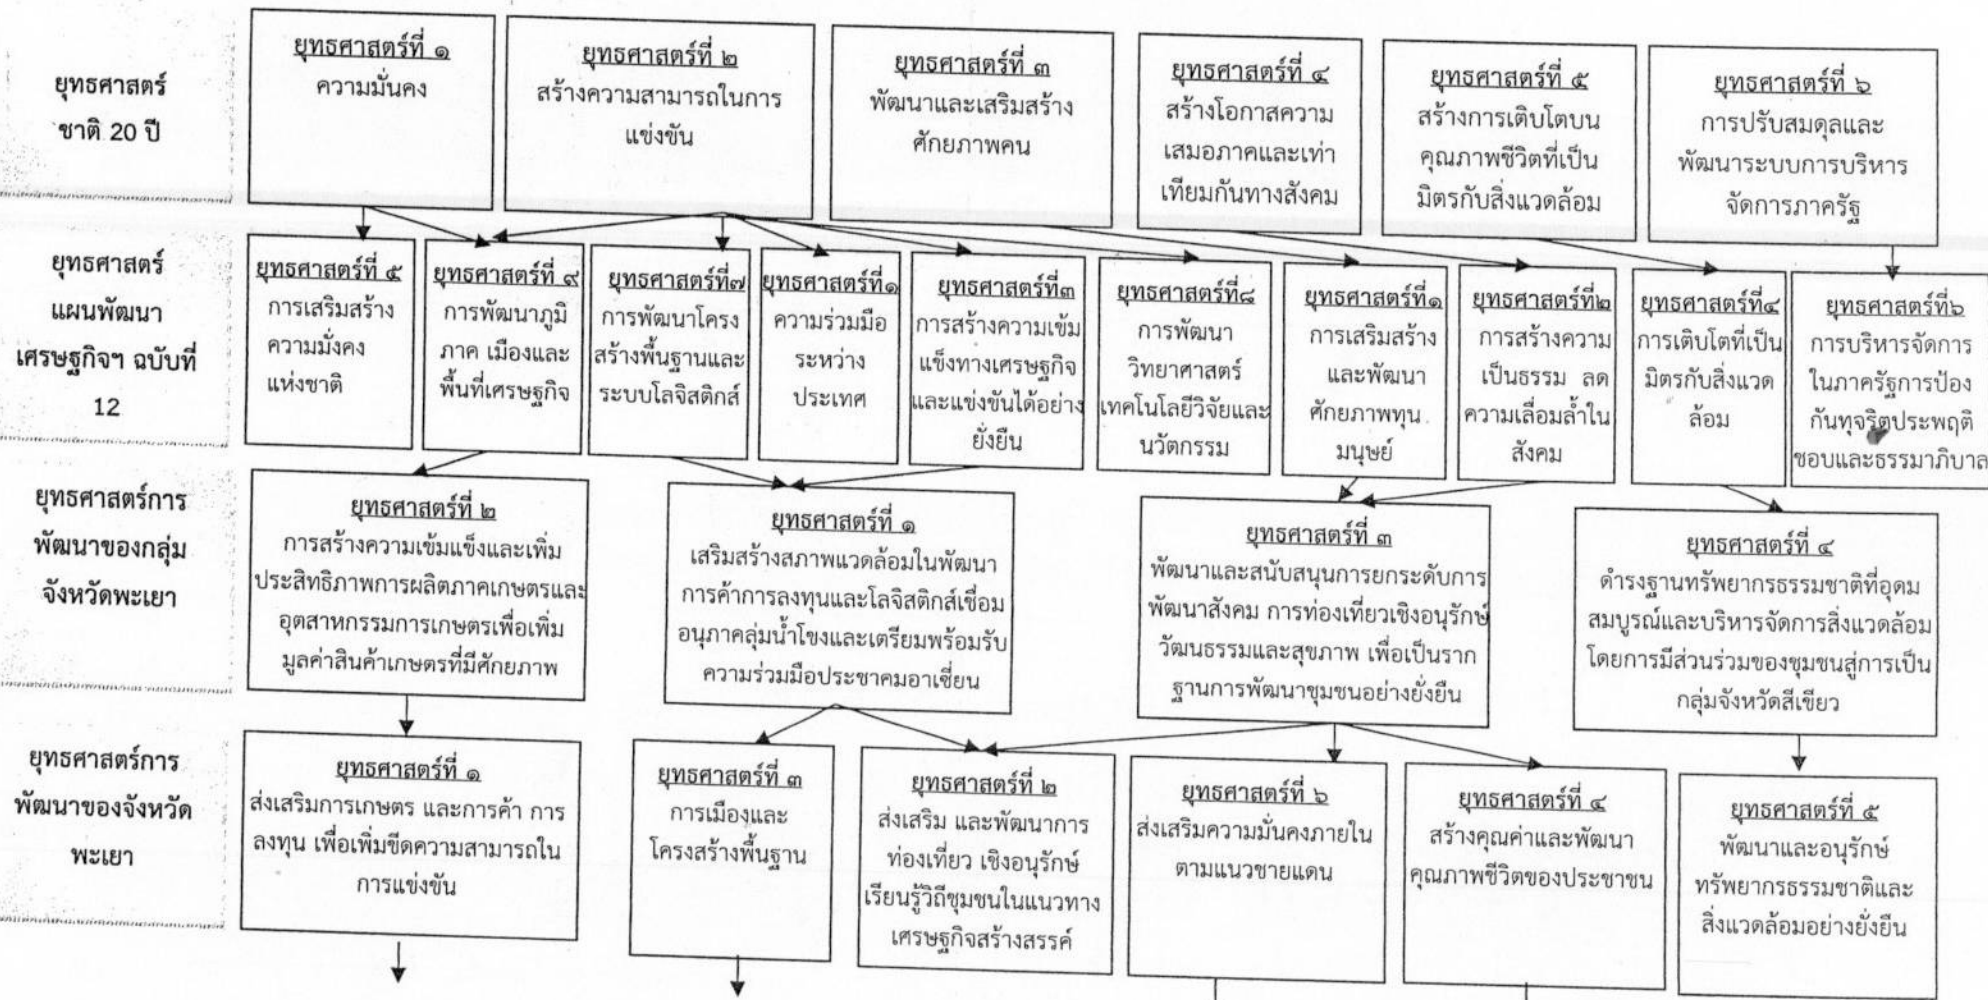 ยุทธศาสตร์
ชาติ 20 ปี
ยุทธศาสตร์ที่ ๑
ความมั่นคง
ยุทธศาสตร์ที่ ๒
สร้างความสามารถในการ
แข่งขัน
ยุทธศาสตร์ที่ ๓
พัฒนาและเสริมสร้าง
ศักยภาพคน
ยุทธศาสตร์ที่ ๔
สร้างโอกาสความ
เสมอภาคและเท่า
เทียมกันทางสังคม
ยุทธศาสตร์ที่ ๕
สร้างการเติบโตบน
คุณภาพชีวิตที่เป็น
มิตรกับสิ่งแวดล้อม
ยุทธศาสตร์ที่ ๖
การปรับสมดุลและ
พัฒนาระบบการบริหาร
จัดการภาครัฐ
ยุทธศาสตร์
แผนพัฒนา
เศรษฐกิจฯ ฉบับที่
12
ยุทธศาสตร์ที่ ๕
การเสริมสร้าง
ความมั่งคง
แห่งชาติ
ยุทธศาสตร์ที่ ๙
การพัฒนาภูมิ
ภาค เมืองและ
พื้นที่เศรษฐกิจ
ยุทธศาสตร์ที่๗
การพัฒนาโครง
สร้างพื้นฐานและ
ระบบโลจิสติกส์
ยุทธศาสตร์ที่๑
ความร่วมมือ
ระหว่าง
ประเทศ
ยุทธศาสตร์ที่๓
การสร้างความเข้ม
แข็งทางเศรษฐกิจ
และแข่งขันได้อย่าง
ยั่งยืน
ยุทธศาสตร์ที่๘
การพัฒนา
วิทยาศาสตร์
เทคโนโลยีวิจัยและ
นวัตกรรม
ยุทธศาสตร์ที่๑
การเสริมสร้าง
และพัฒนา
ศักยภาพทุน
มนุษย์
ยุทธศาสตร์ที่๒
การสร้างความ
เป็นธรรม ลด
ความเลื่อมล้ำใน
สังคม
ยุทธศาสตร์ที่๔
การเติบโตที่เป็น
มิตรกับสิ่งแวด
ล้อม
ยุทธศาสตร์ที่๖
การบริหารจัดการ
ในภาครัฐการป้อง
กันทุจริตประพฤติ
ชอบและธรรมาภิบาล
ยุทธศาสตร์การ
พัฒนาของกลุ่ม
จังหวัดพะเยา
ยุทธศาสตร์ที่ ๒
การสร้างความเข้มแข็งและเพิ่ม
ประสิทธิภาพการผลิตภาคเกษตรและ
อุตสาหกรรมการเกษตรเพื่อเพิ่ม
มูลค่าสินค้าเกษตรที่มีศักยภาพ
ยุทธศาสตร์ที่ ๑
เสริมสร้างสภาพแวดล้อมในพัฒนา
การค้าการลงทุนและโลจิสติกส์เชื่อม
อนุภาคลุ่มน้ำโขงและเตรียมพร้อมรับ
ความร่วมมือประชาคมอาเซี่ยน
ยุทธศาสตร์ที่ ๓
พัฒนาและสนับสนุนการยกระดับการ
พัฒนาสังคม การท่องเที่ยวเชิงอนุรักษ์
วัฒนธรรมและสุขภาพ เพื่อเป็นราก
ฐานการพัฒนาชุมชนอย่างยั่งยืน
ยุทธศาสตร์ที่ ๔
ดำรงฐานทรัพยากรธรรมชาติที่อุดม
สมบูรณ์และบริหารจัดการสิ่งแวดล้อม
โดยการมีส่วนร่วมของชุมชนสู่การเป็น
กลุ่มจังหวัดสีเขียว
ยุทธศาสตร์การ
พัฒนาของจังหวัด
พะเยา
ยุทธศาสตร์ที่ ๑
ส่งเสริมการเกษตร และการค้า การ
ลงทุน เพื่อเพิ่มขีดความสามารถใน
การแข่งขัน
ยุทธศาสตร์ที่ ๓
การเมืองและ
โครงสร้างพื้นฐาน
ยุทธศาสตร์ที่ ๒
ส่งเสริม และพัฒนาการ
ท่องเที่ยว เชิงอนุรักษ์
เรียนรู้วิถีชุมชนในแนวทาง
เศรษฐกิจสร้างสรรค์
ยุทธศาสตร์ที่ ๖
ส่งเสริมความมั่นคงภายใน
ตามแนวชายแดน
ยุทธศาสตร์ที่ ๔
สร้างคุณค่าและพัฒนา
คุณภาพชีวิตของประชาชน
ยุทธศาสตร์ที่ ๕
พัฒนาและอนุรักษ์
ทรัพยากรธรรมชาติและ
สิ่งแวดล้อมอย่างยั่งยืน